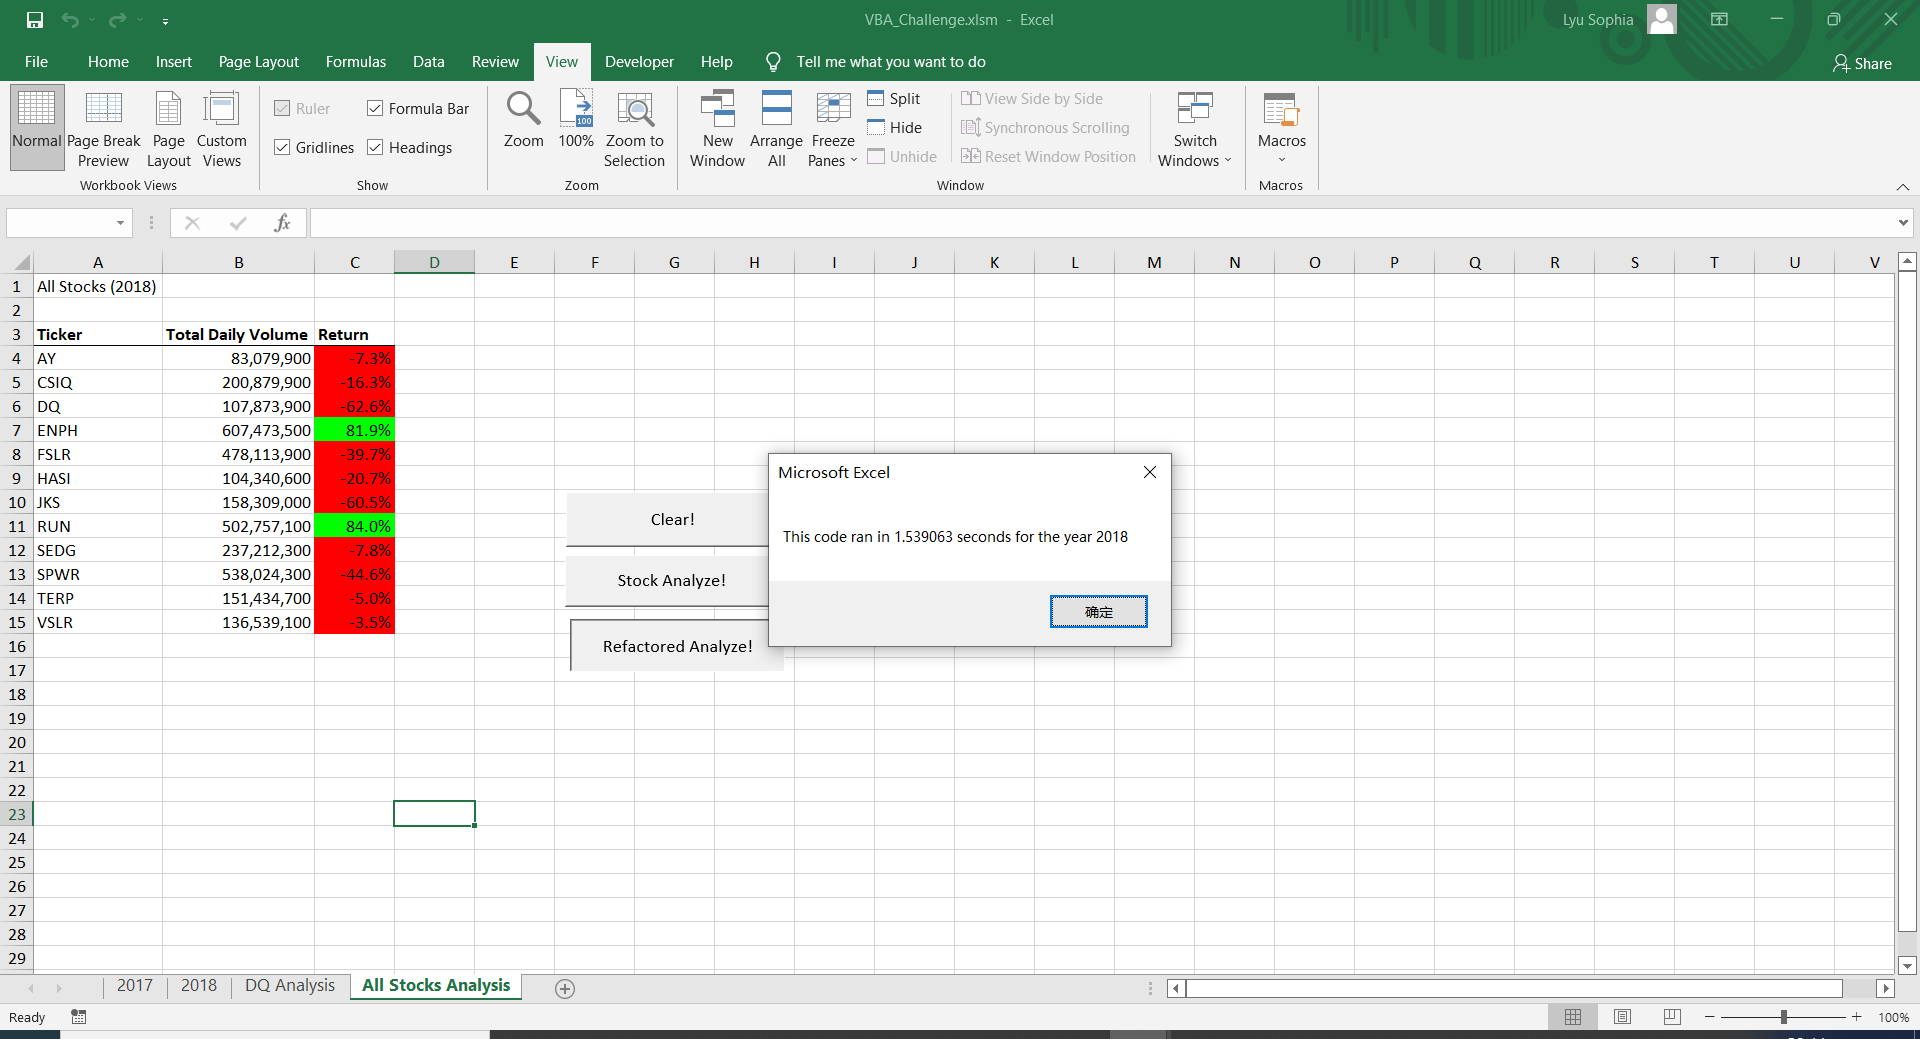 VBA_Challenge.xlsm - Excel
Lyu Sophia
File Home Insert Page Layout Formulas Data Review View Developer Help Tell me what you want to do Share
Normal
Page Break Preview
Page Layout
Custom Views
Workbook Views
Ruler
Formula Bar
Gridlines
Headings
Show
Zoom
100
100%
Zoom to Selection
Zoom
New Window
Arrange All
Freeze Panes
Split
Hide
Unhide
View Side by Side
Synchronous Scrolling
Reset Window Position
Window
Switch Windows
Macros
Macros
fx
A B C D E F G H I J K L M N O P Q R S T U V
1 All Stocks (2018)
2
3 Ticker Total Daily Volume Return
4 AY 83,079,900 -7.3%
5 CSIQ 200,879,900 -16.3%
6 DQ 107,873,900 -62.6%
7 ENPH 607,473,500 81.9%
8 FSLR 478,113,900 -39.7%
9 HASI 104,340,600 -20.7%
10 JKS 158,309,000 -60.5%
11 RUN 502,757,100 84.0%
12 SEDG 237,212,300 -7.8%
13 SPWR 538,024,300 -44.6%
14 TERP 151,434,700 -5.0%
15 VSLR 136,539,100 -3.5%
16
17
18
19
20
21
22
23
24
25
26
27
28
29
Clear!
Stock Analyze!
Refactored Analyze!
Microsoft Excel
This code ran in 1.539063 seconds for the year 2018
确定
2017 2018 DQ Analysis All Stocks Analysis
Ready
100%